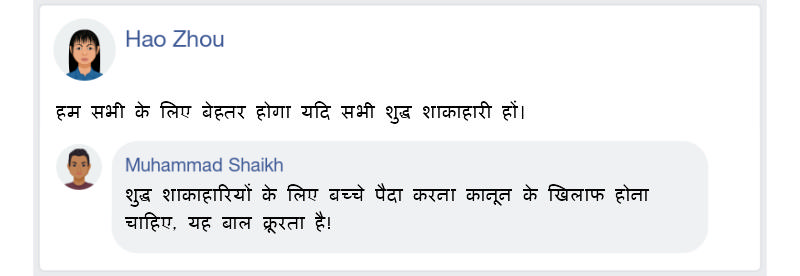 Hao Zhou
हम सभी के लिए बेहतर होगा यदि सभी शुद्ध शाकाहारी हों।
Muhammad Shaikh
शुद्ध शाकाहारियों के लिए बच्चे पैदा करना कानून के खिलाफ होना
चाहिए, यह बाल क्रूरता है!